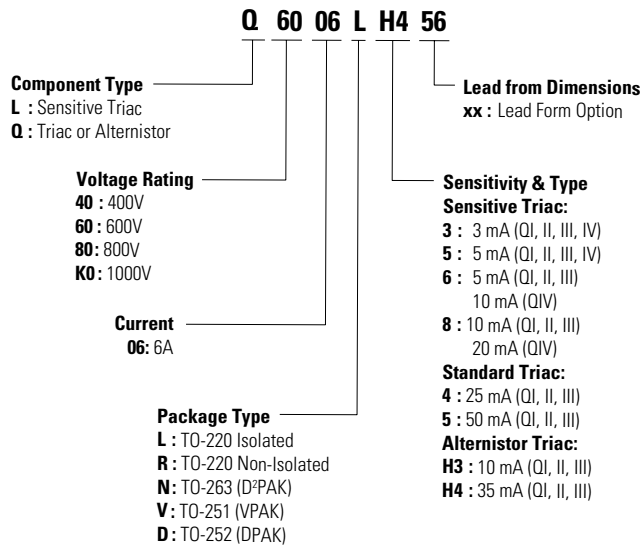 Q 60 06 L H4 56
Component Type
L : Sensitive Triac
Q : Triac or Alternistor
Voltage Rating
40 : 400V
60 : 600V
80: 800V
K0: 1000V
Current
06: 6A
Package Type
L : TO-220 Isolated
R : TO-220 Non-Isolated
N: TO-263 (D²PAK)
V: TO-251 (VPAK)
D: TO-252 (DPAK)
Lead from Dimensions
xx : Lead Form Option
Sensitivity & Type
Sensitive Triac:
3 : 3 mA (QI, II, III, IV)
5 : 5 mA (QI, II, III, IV)
6 : 5 mA (QI, II, III)
10 mA (QIV)
8 : 10 mA (QI, II, III)
20 mA (QIV)
Standard Triac:
4 : 25 mA (QI, II, III)
5 : 50 mA (QI, II, III)
Alternistor Triac:
H3 : 10 mA (QI, II, III)
H4 : 35 mA (QI, II, III)